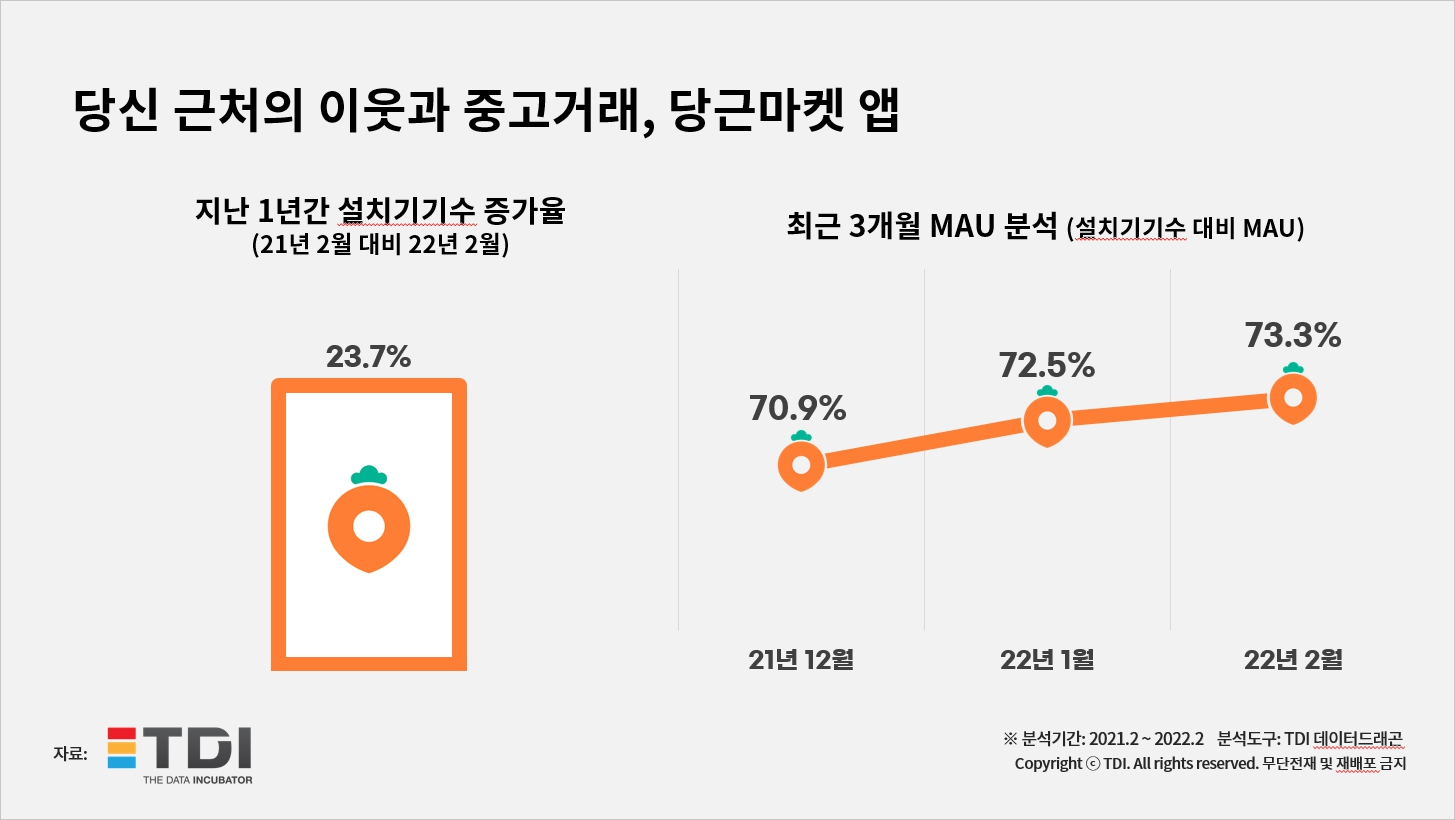 당신 근처의 이웃과 중고거래, 당근마켓 앱
지난 1년간 설치기기수 증가율
(21년 2월 대비 22년 2월)
23.7%
최근 3개월 MAU 분석 (설치기기수 대비 MAU)
70.9%
72.5%
73.3%
21년 12월
22년 1월
22년 2월
자료:
TDI
THE DATA INCUBATOR
※ 분석기간: 2021.2 ~ 2022.2 분석도구: TDI 데이터드래곤
Copyright ⓒ TDI. All rights reserved. 무단전재 및 재배포 금지